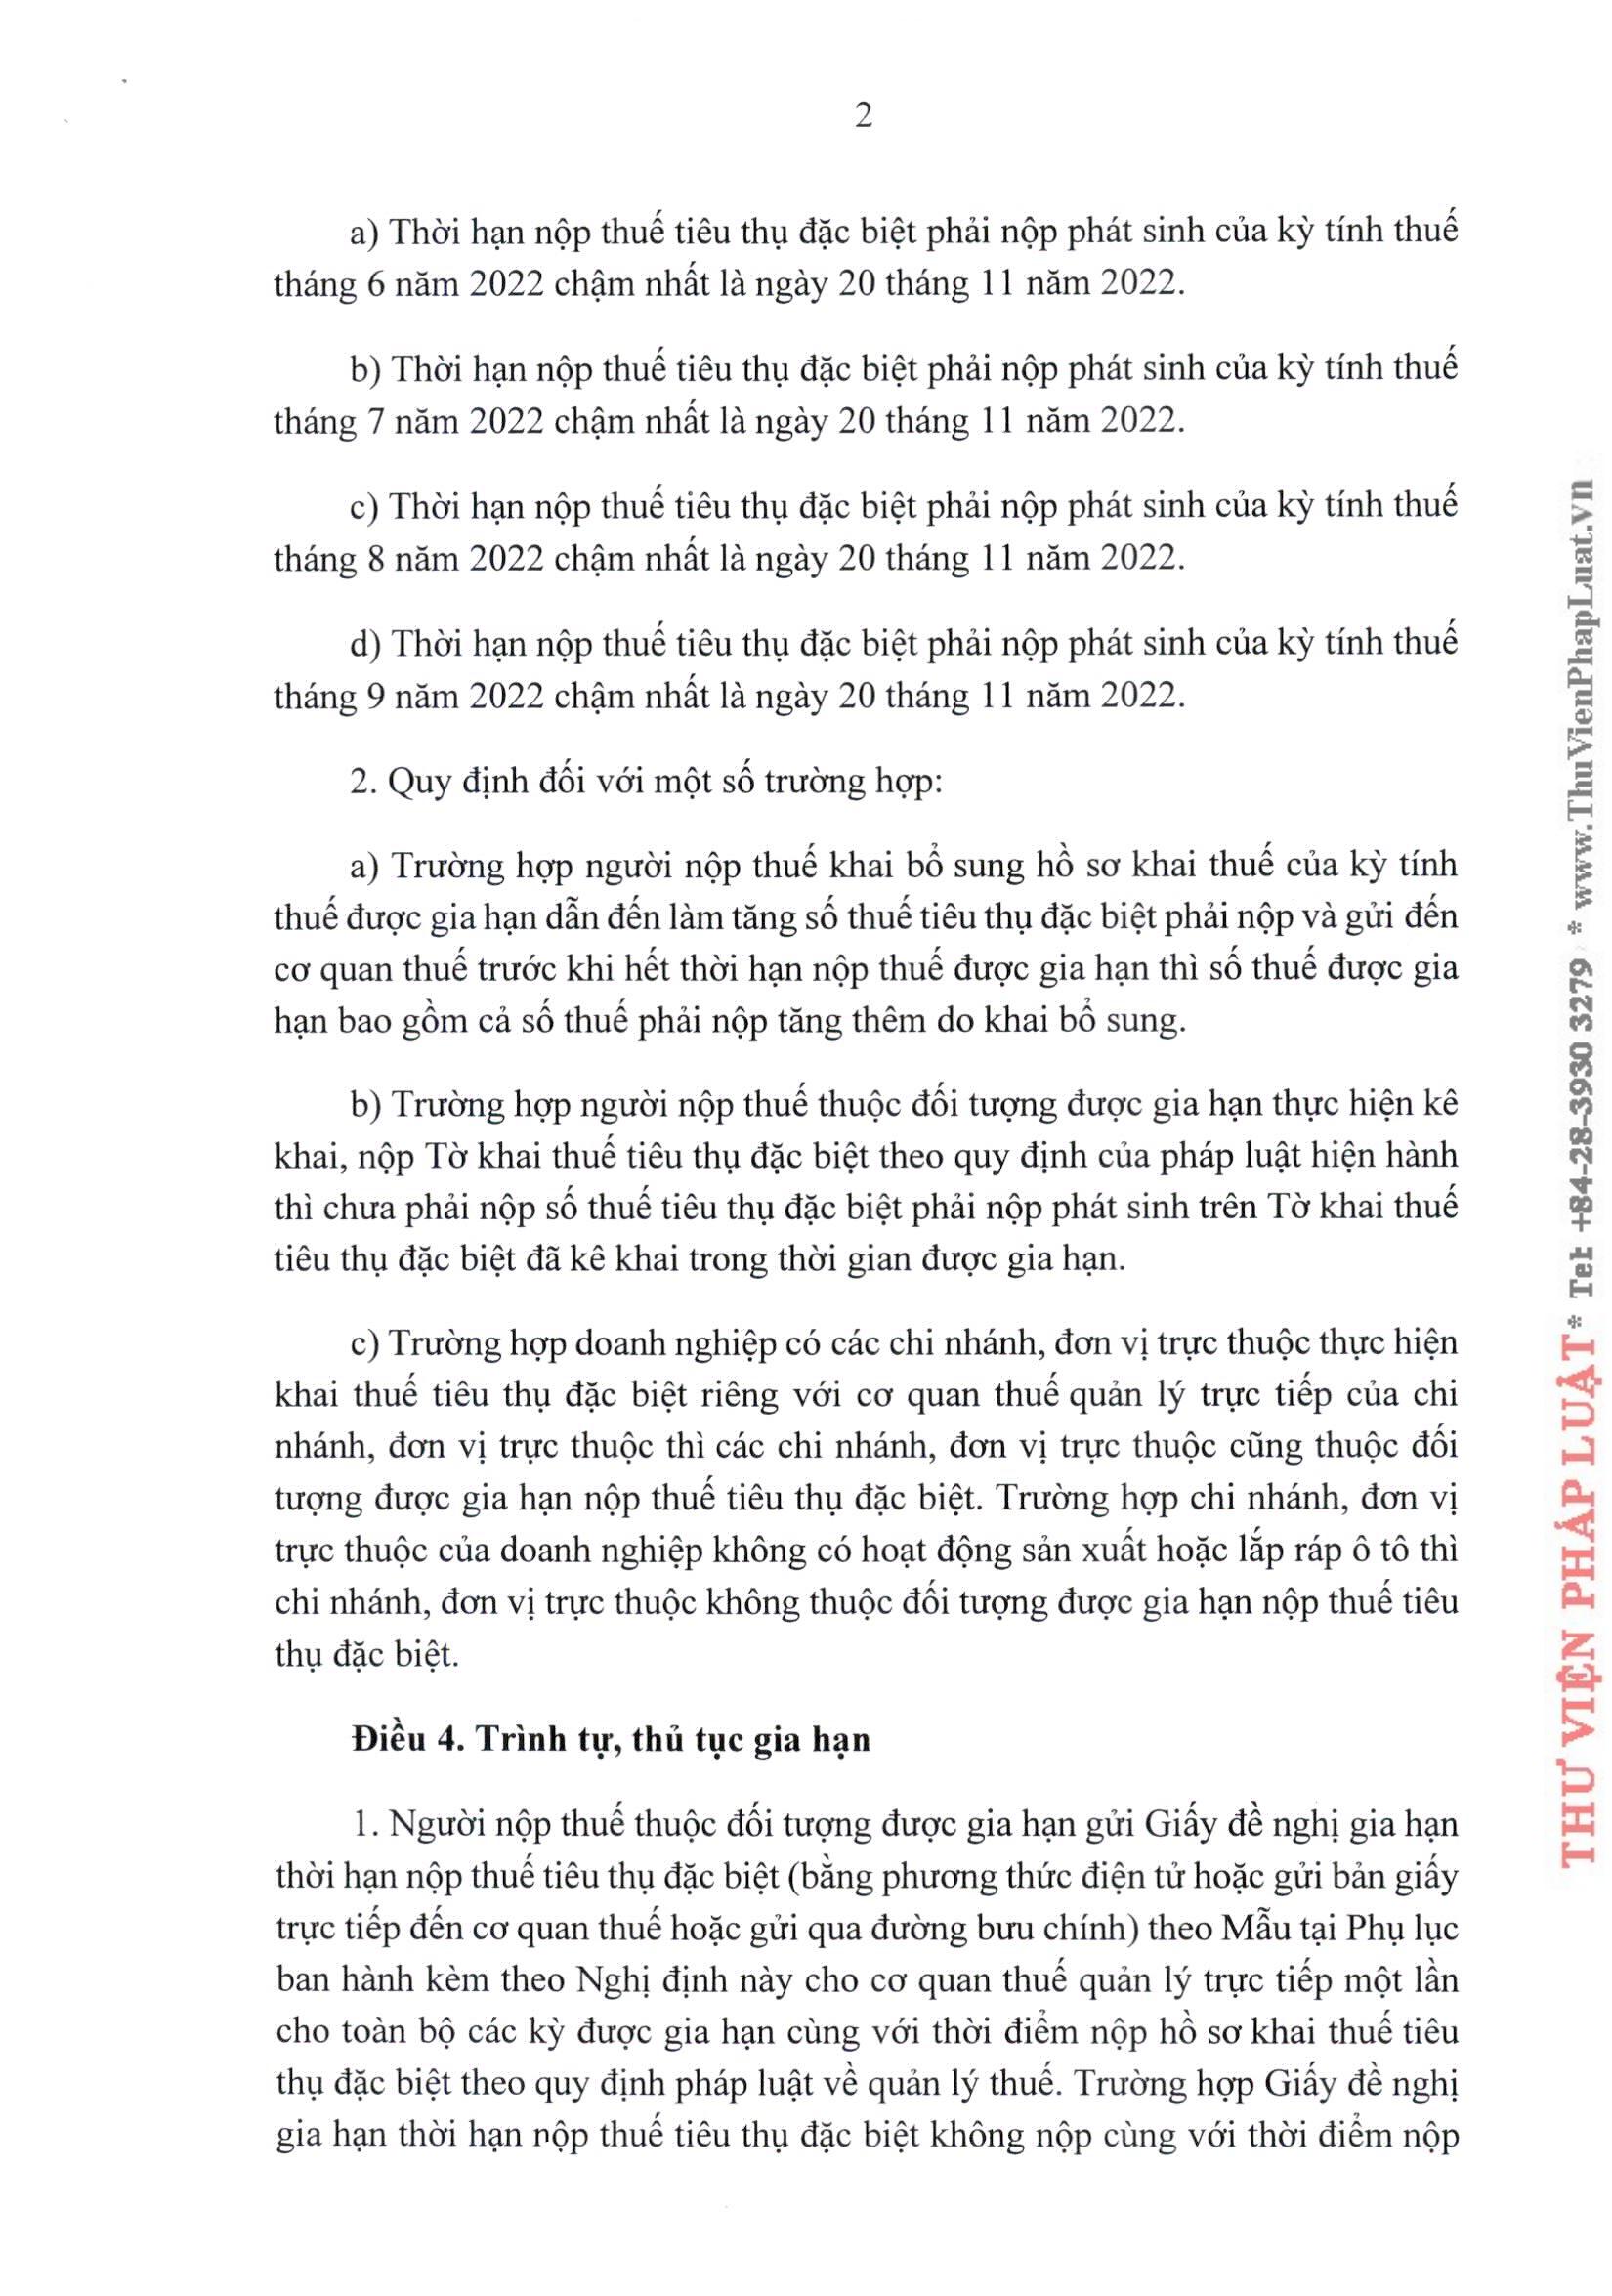 2
a) Thời hạn nộp thuế tiêu thụ đặc biệt phải nộp phát sinh của kỳ tính thuế
tháng 6 năm 2022 chậm nhất là ngày 20 tháng 11 năm 2022.
b) Thời hạn nộp thuế tiêu thụ đặc biệt phải nộp phát sinh của kỳ tính thuế
tháng 7 năm 2022 chậm nhất là ngày 20 tháng 11 năm 2022.
c) Thời hạn nộp thuế tiêu thụ đặc biệt phải nộp phát sinh của kỳ tính thuế
tháng 8 năm 2022 chậm nhất là ngày 20 tháng 11 năm 2022.
d) Thời hạn nộp thuế tiêu thụ đặc biệt phải nộp phát sinh của kỳ tính thuế
tháng 9 năm 2022 chậm nhất là ngày 20 tháng 11 năm 2022.
2. Quy định đối với một số trường hợp:
a) Trường hợp người nộp thuế khai bổ sung hồ sơ khai thuế của kỳ tính
thuế được gia hạn dẫn đến làm tăng số thuế tiêu thụ đặc biệt phải nộp và gửi đến
cơ quan thuế trước khi hết thời hạn nộp thuế được gia hạn thì số thuế được gia
hạn bao gồm cả số thuế phải nộp tăng thêm do khai bổ sung.
b) Trường hợp người nộp thuế thuộc đối tượng được gia hạn thực hiện kê
khai, nộp Tờ khai thuế tiêu thụ đặc biệt theo quy định của pháp luật hiện hành
thì chưa phải nộp số thuế tiêu thụ đặc biệt phải nộp phát sinh trên Tờ khai thuế
tiêu thụ đặc biệt đã kê khai trong thời gian được gia hạn.
c) Trường hợp doanh nghiệp có các chi nhánh, đơn vị trực thuộc thực hiện
khai thuế tiêu thụ đặc biệt riêng với cơ quan thuế quản lý trực tiếp của chi
nhánh, đơn vị trực thuộc thì các chi nhánh, đơn vị trực thuộc cũng thuộc đối
tượng được gia hạn nộp thuế tiêu thụ đặc biệt. Trường hợp chi nhánh, đơn vị
trực thuộc của doanh nghiệp không có hoạt động sản xuất hoặc lắp ráp ô tô thì
chi nhánh, đơn vị trực thuộc không thuộc đối tượng được gia hạn nộp thuế tiêu
thụ đặc biệt.
Điều 4. Trình tự, thủ tục gia hạn
1. Người nộp thuế thuộc đối tượng được gia hạn gửi Giấy đề nghị gia hạn
thời hạn nộp thuế tiêu thụ đặc biệt (bằng phương thức điện tử hoặc gửi bản giấy
trực tiếp đến cơ quan thuế hoặc gửi qua đường bưu chính) theo Mẫu tại Phụ lục
ban hành kèm theo Nghị định này cho cơ quan thuế quản lý trực tiếp một lần
cho toàn bộ các kỳ được gia hạn cùng với thời điểm nộp hồ sơ khai thuế tiêu
thụ đặc biệt theo quy định pháp luật về quản lý thuế. Trường hợp Giấy đề nghị
gia hạn thời hạn nộp thuế tiêu thụ đặc biệt không nộp cùng với thời điểm nộp
THƯ VIỆN PHÁP LUẬT * Tel: +84-28-3930 3279 * www.ThuVienPhapLuat.vn